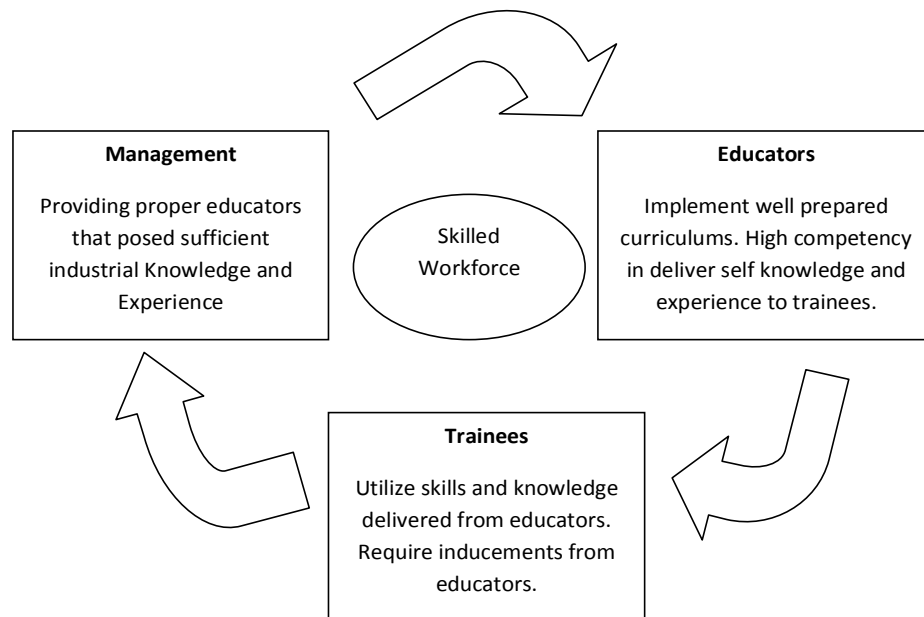 Management
Providing proper educators
that posed sufficient
industrial Knowledge and
Experience
Skilled
Workforce
Educators
Implement well prepared
curriculums. High competency
in deliver self knowledge and
experience to trainees.
Trainees
Utilize skills and knowledge
delivered from educators.
Require inducements from
educators.